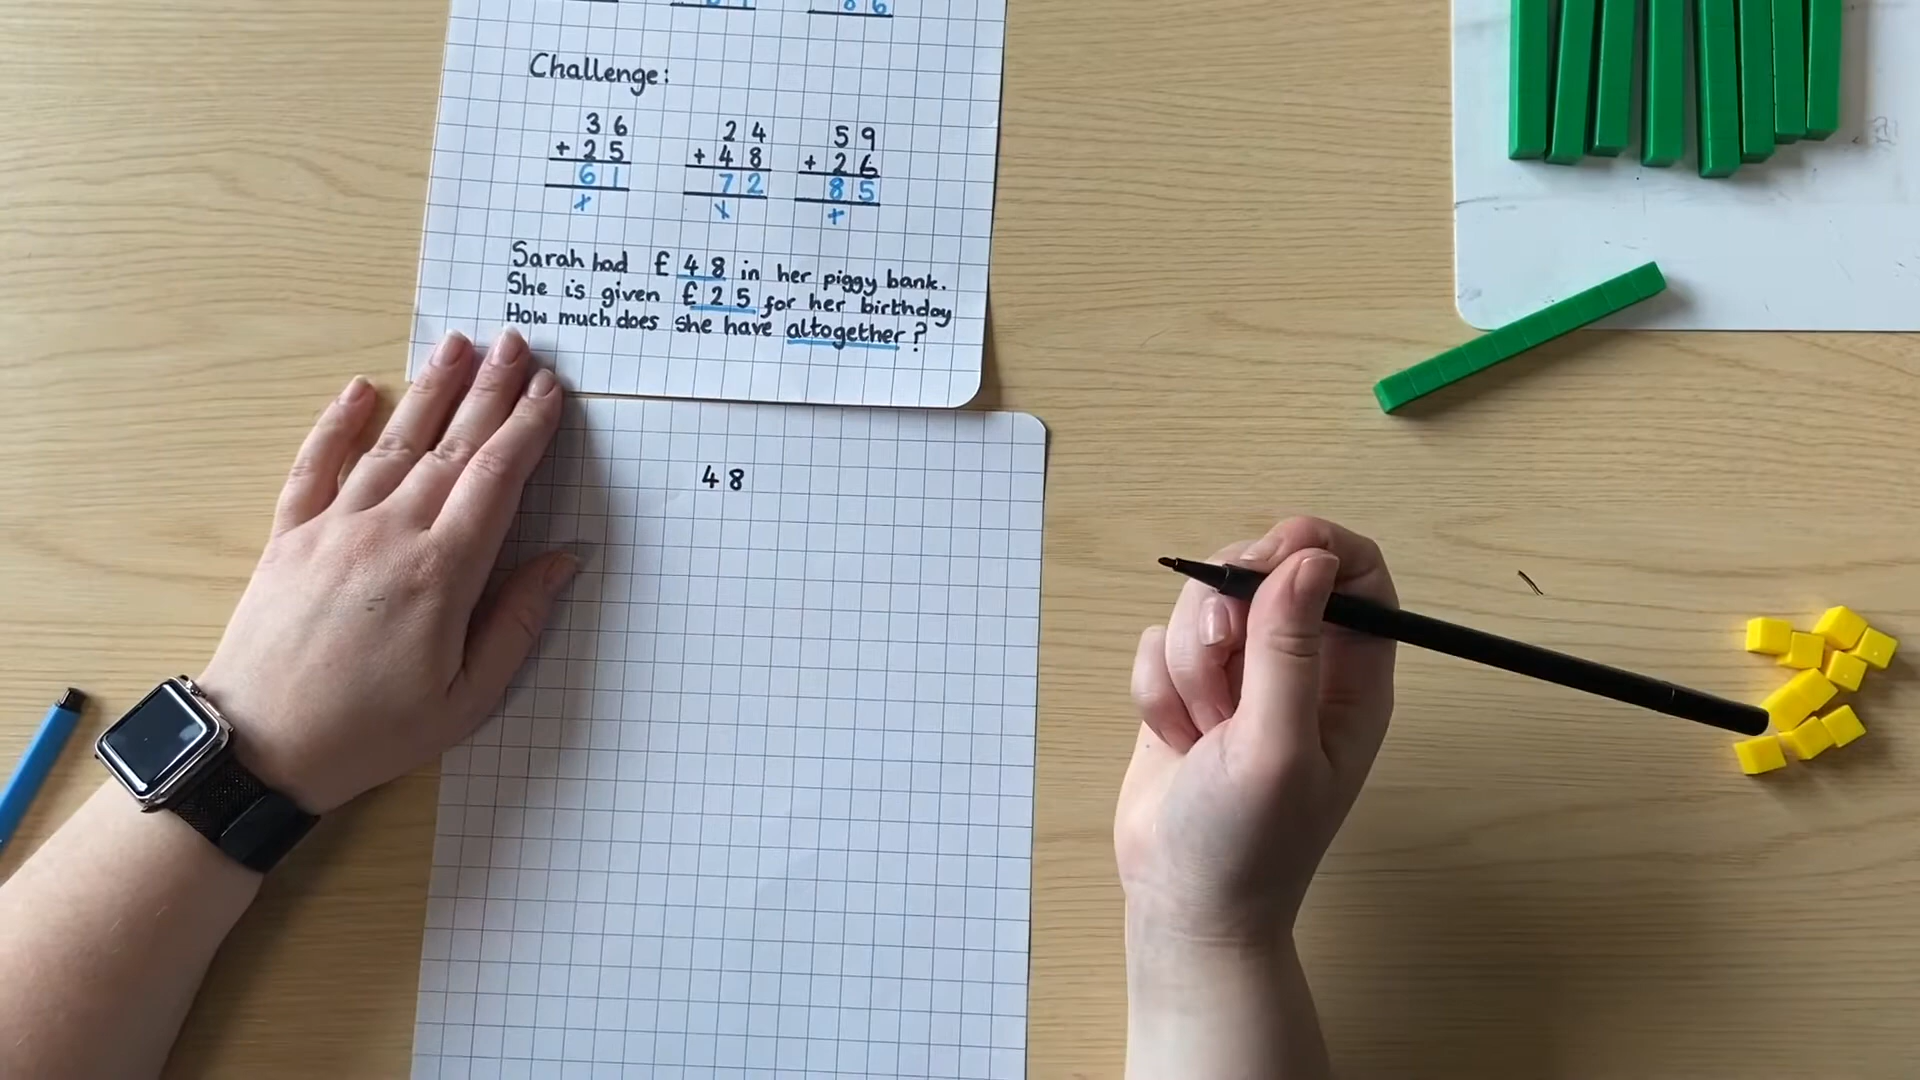 86
Challenge:
36 24 59
+ 25 + 48 + 26
61 72 85
Sarah had £ 48 in her piggy bank.
She is given £ 25 for her birthday
How much does she have altogether?
48